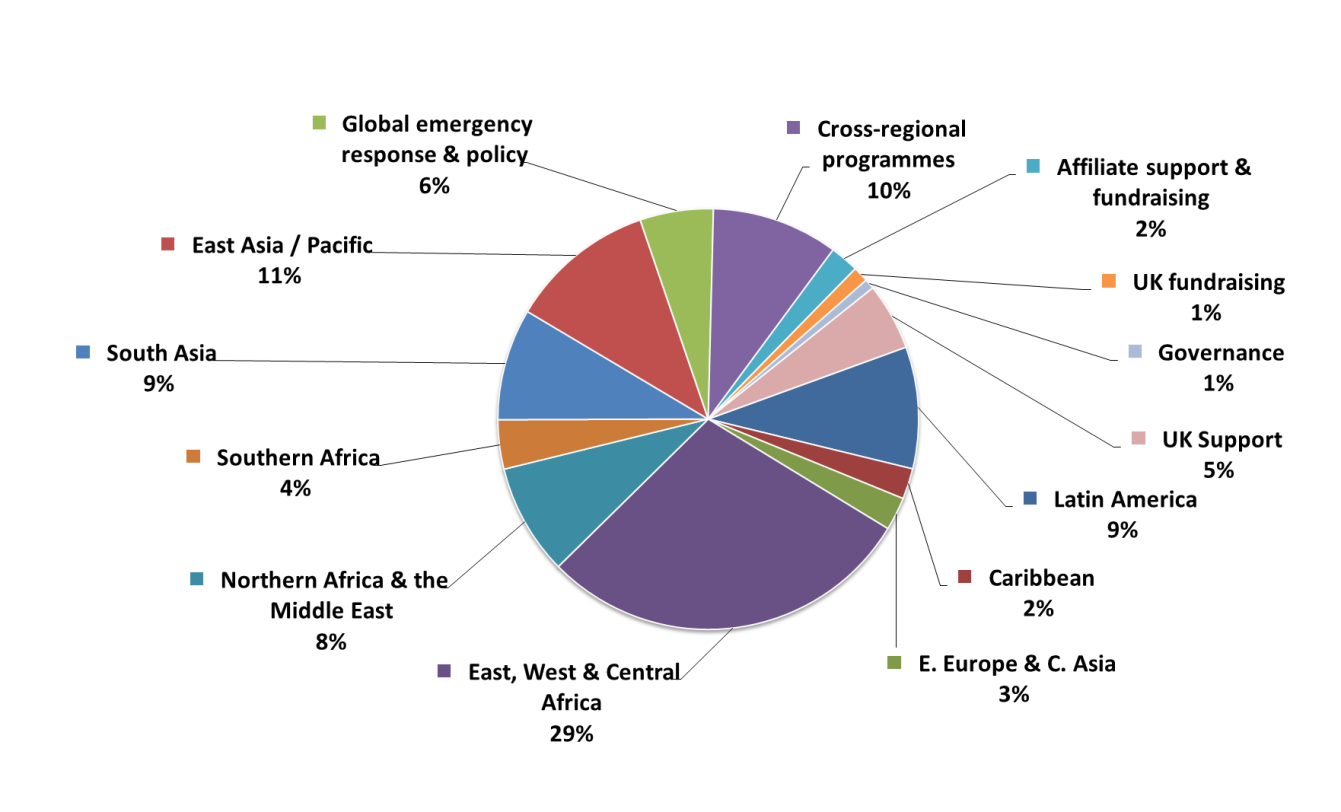 Global emergency
response & policy
6%
Cross-regional
programmes
10%
Affiliate support &
fundraising
2%
East Asia / Pacific
11%
UK fundraising
1%
South Asia
9%
Governance
1%
UK Support
5%
Southern Africa
4%
Latin America
9%
Northern Africa & the
Middle East
8%
Caribbean
2%
East, West & Central
Africa
29%
E. Europe & C. Asia
3%